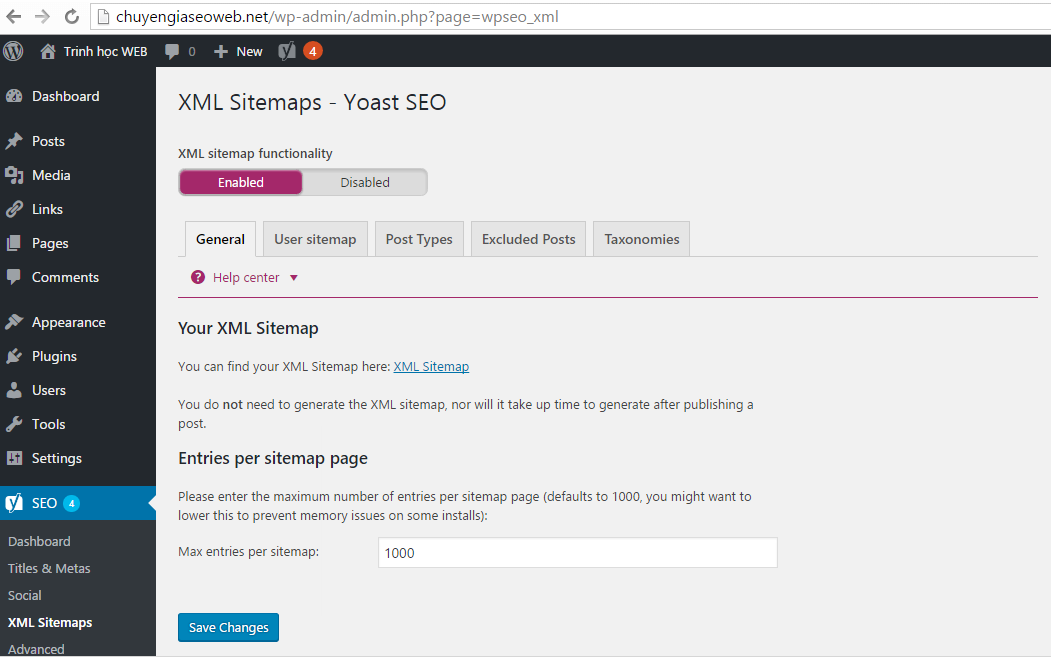 chuyengiaseoweb.net/wp-admin/admin.php?page=wpseo_xml
Trinh học WEB 0 New 4
Dashboard
Posts
Media
Links
Pages
Comments
Appearance
Plugins
Users
Tools
Settings
SEO 4
Dashboard
Titles & Metas
Social
XML Sitemaps
Advanced
XML Sitemaps - Yoast SEO
XML sitemap functionality
Enabled Disabled
General User sitemap Post Types Excluded Posts Taxonomies
? Help center
Your XML Sitemap
You can find your XML Sitemap here: XML Sitemap
You do not need to generate the XML sitemap, nor will it take up time to generate after publishing a
post.
Entries per sitemap page
Please enter the maximum number of entries per sitemap page (defaults to 1000, you might want to
lower this to prevent memory issues on some installs):
Max entries per sitemap: 1000
Save Changes